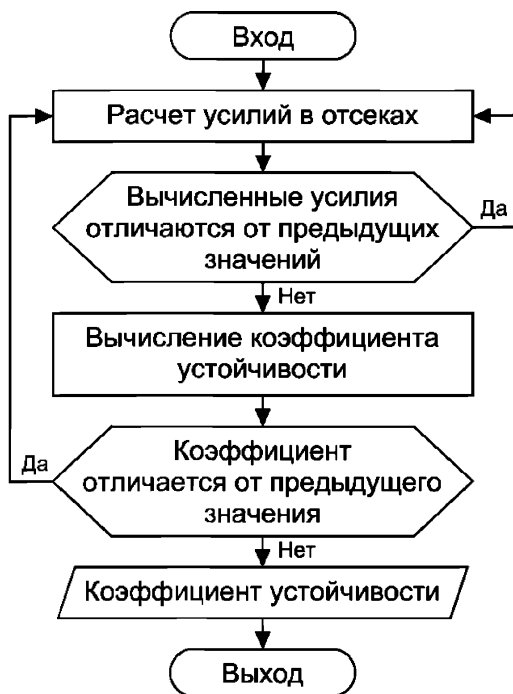 Вход
Расчет усилий в отсеках
Вычисленные усилия
отличаются от предыдущих
значений
Да
Нет
Вычисление коэффициента
устойчивости
Да
Коэффициент
отличается от предыдущего
значения
Нет
Коэффициент устойчивости
Выход